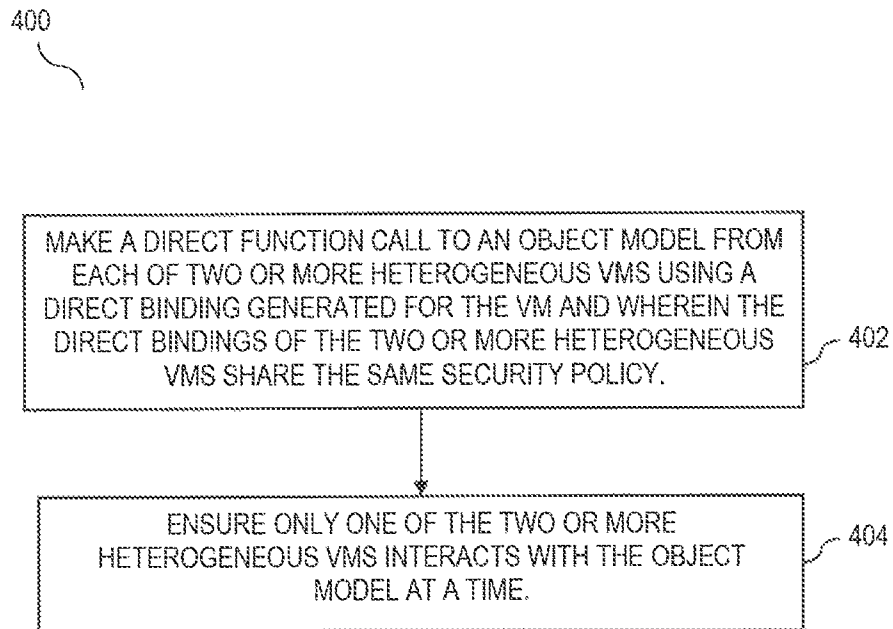 400
MAKE A DIRECT FUNCTION CALL TO AN OBJECT MODEL FROM
EACH OF TWO OR MORE HETEROGENEOUS VMS USING A
DIRECT BINDING GENERATED FOR THE VM AND WHEREIN THE
DIRECT BINDINGS OF THE TWO OR MORE HETEROGENEOUS
VMS SHARE THE SAME SECURITY POLICY.
402
ENSURE ONLY ONE OF THE TWO OR MORE
HETEROGENEOUS VMS INTERACTS WITH THE OBJECT
MODEL AT A TIME.
404